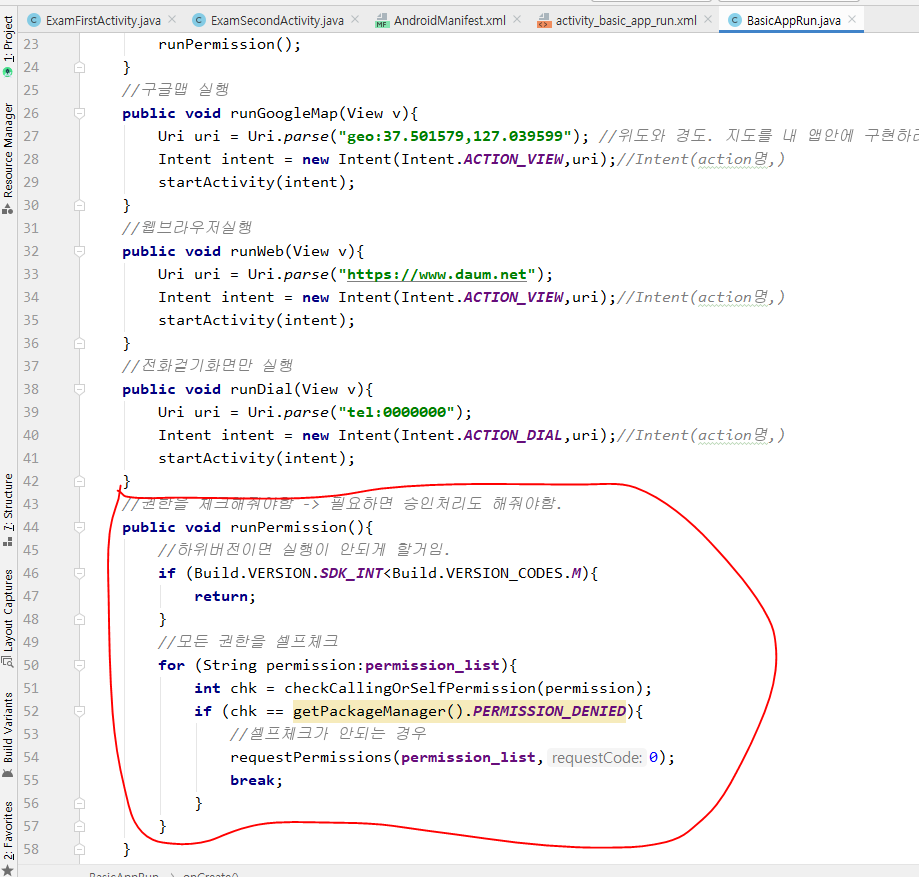 ExamFirstActivity.java ExamSecondActivity.java AndroidManifest.xml activity_basic_app_run.xml BasicAppRun.java
1: Project
Resource Manager
7: Structure
Layout Captures
Build Variants
2: Favorites
23 runPermission();
24 }
25 //구글맵 실행
26 public void runGoogleMap(View v){
27 Uri uri = Uri.parse("geo:37.501579,127.039599"); //위도와 경도. 지도를 내 앱안에 구현하려
28 Intent intent = new Intent(Intent.ACTION_VIEW,uri);//Intent(action명,)
29 startActivity(intent);
30 }
31 //웹브라우저실행
32 public void runWeb(View v){
33 Uri uri = Uri.parse("https://www.daum.net");
34 Intent intent = new Intent(Intent.ACTION_VIEW,uri);//Intent(action명,)
35 startActivity(intent);
36 }
37 //전화걸기화면만 실행
38 public void runDial(View v){
39 Uri uri = Uri.parse("tel:0000000");
40 Intent intent = new Intent(Intent.ACTION_DIAL,uri);//Intent(action명,)
41 startActivity(intent);
42 }
43 //권한을 체크해줘야함 -> 필요하면 승인처리도 해줘야함.
44 public void runPermission(){
45 //하위버전이면 실행이 안되게 할거임.
46 if (Build.VERSION.SDK_INT<Build.VERSION_CODES.M){
47 return;
48 }
49 //모든 권한을 셀프체크
50 for (String permission:permission_list){
51 int chk = checkCallingOrSelfPermission(permission);
52 if (chk == getPackageManager().PERMISSION_DENIED){
53 //셀프체크가 안되는 경우
54 requestPermissions(permission_list, requestCode: 0);
55 break;
56 }
57 }
58 }